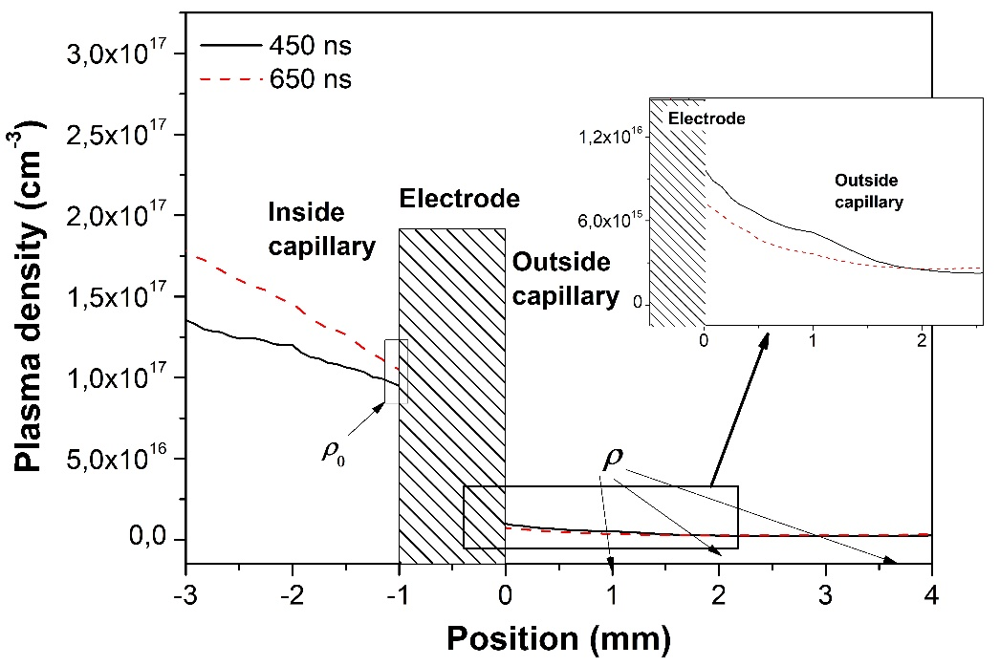 450 ns
650 ns
3,0x10^17
2,5x10^17
2,0x10^17
1,5x10^17
1,0x10^17
5,0x10^16
0,0
Plasma density (cm^-3)
Inside
capillary
Electrode
Outside
capillary
ρ₀
ρ
Electrode
Outside
capillary
1,2x10^16
6,0x10^15
0
0 1 2
-3 -2 -1 0 1 2 3 4
Position (mm)